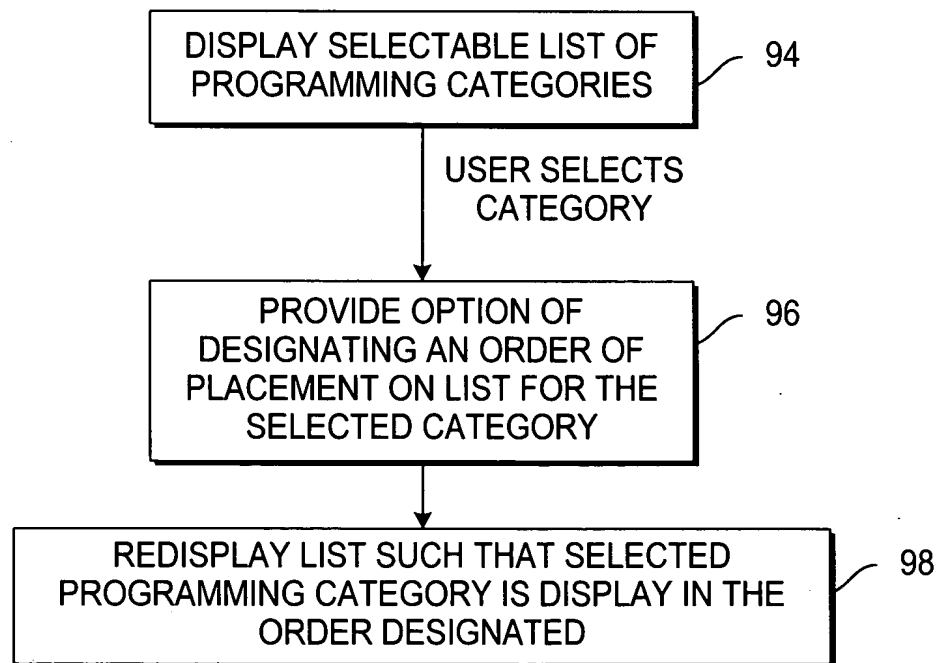 DISPLAY SELECTABLE LIST OF
PROGRAMMING CATEGORIES
94
USER SELECTS
CATEGORY
PROVIDE OPTION OF
DESIGNATING AN ORDER OF
PLACEMENT ON LIST FOR THE
SELECTED CATEGORY
96
REDISPLAY LIST SUCH THAT SELECTED
PROGRAMMING CATEGORY IS DISPLAY IN THE
ORDER DESIGNATED
98